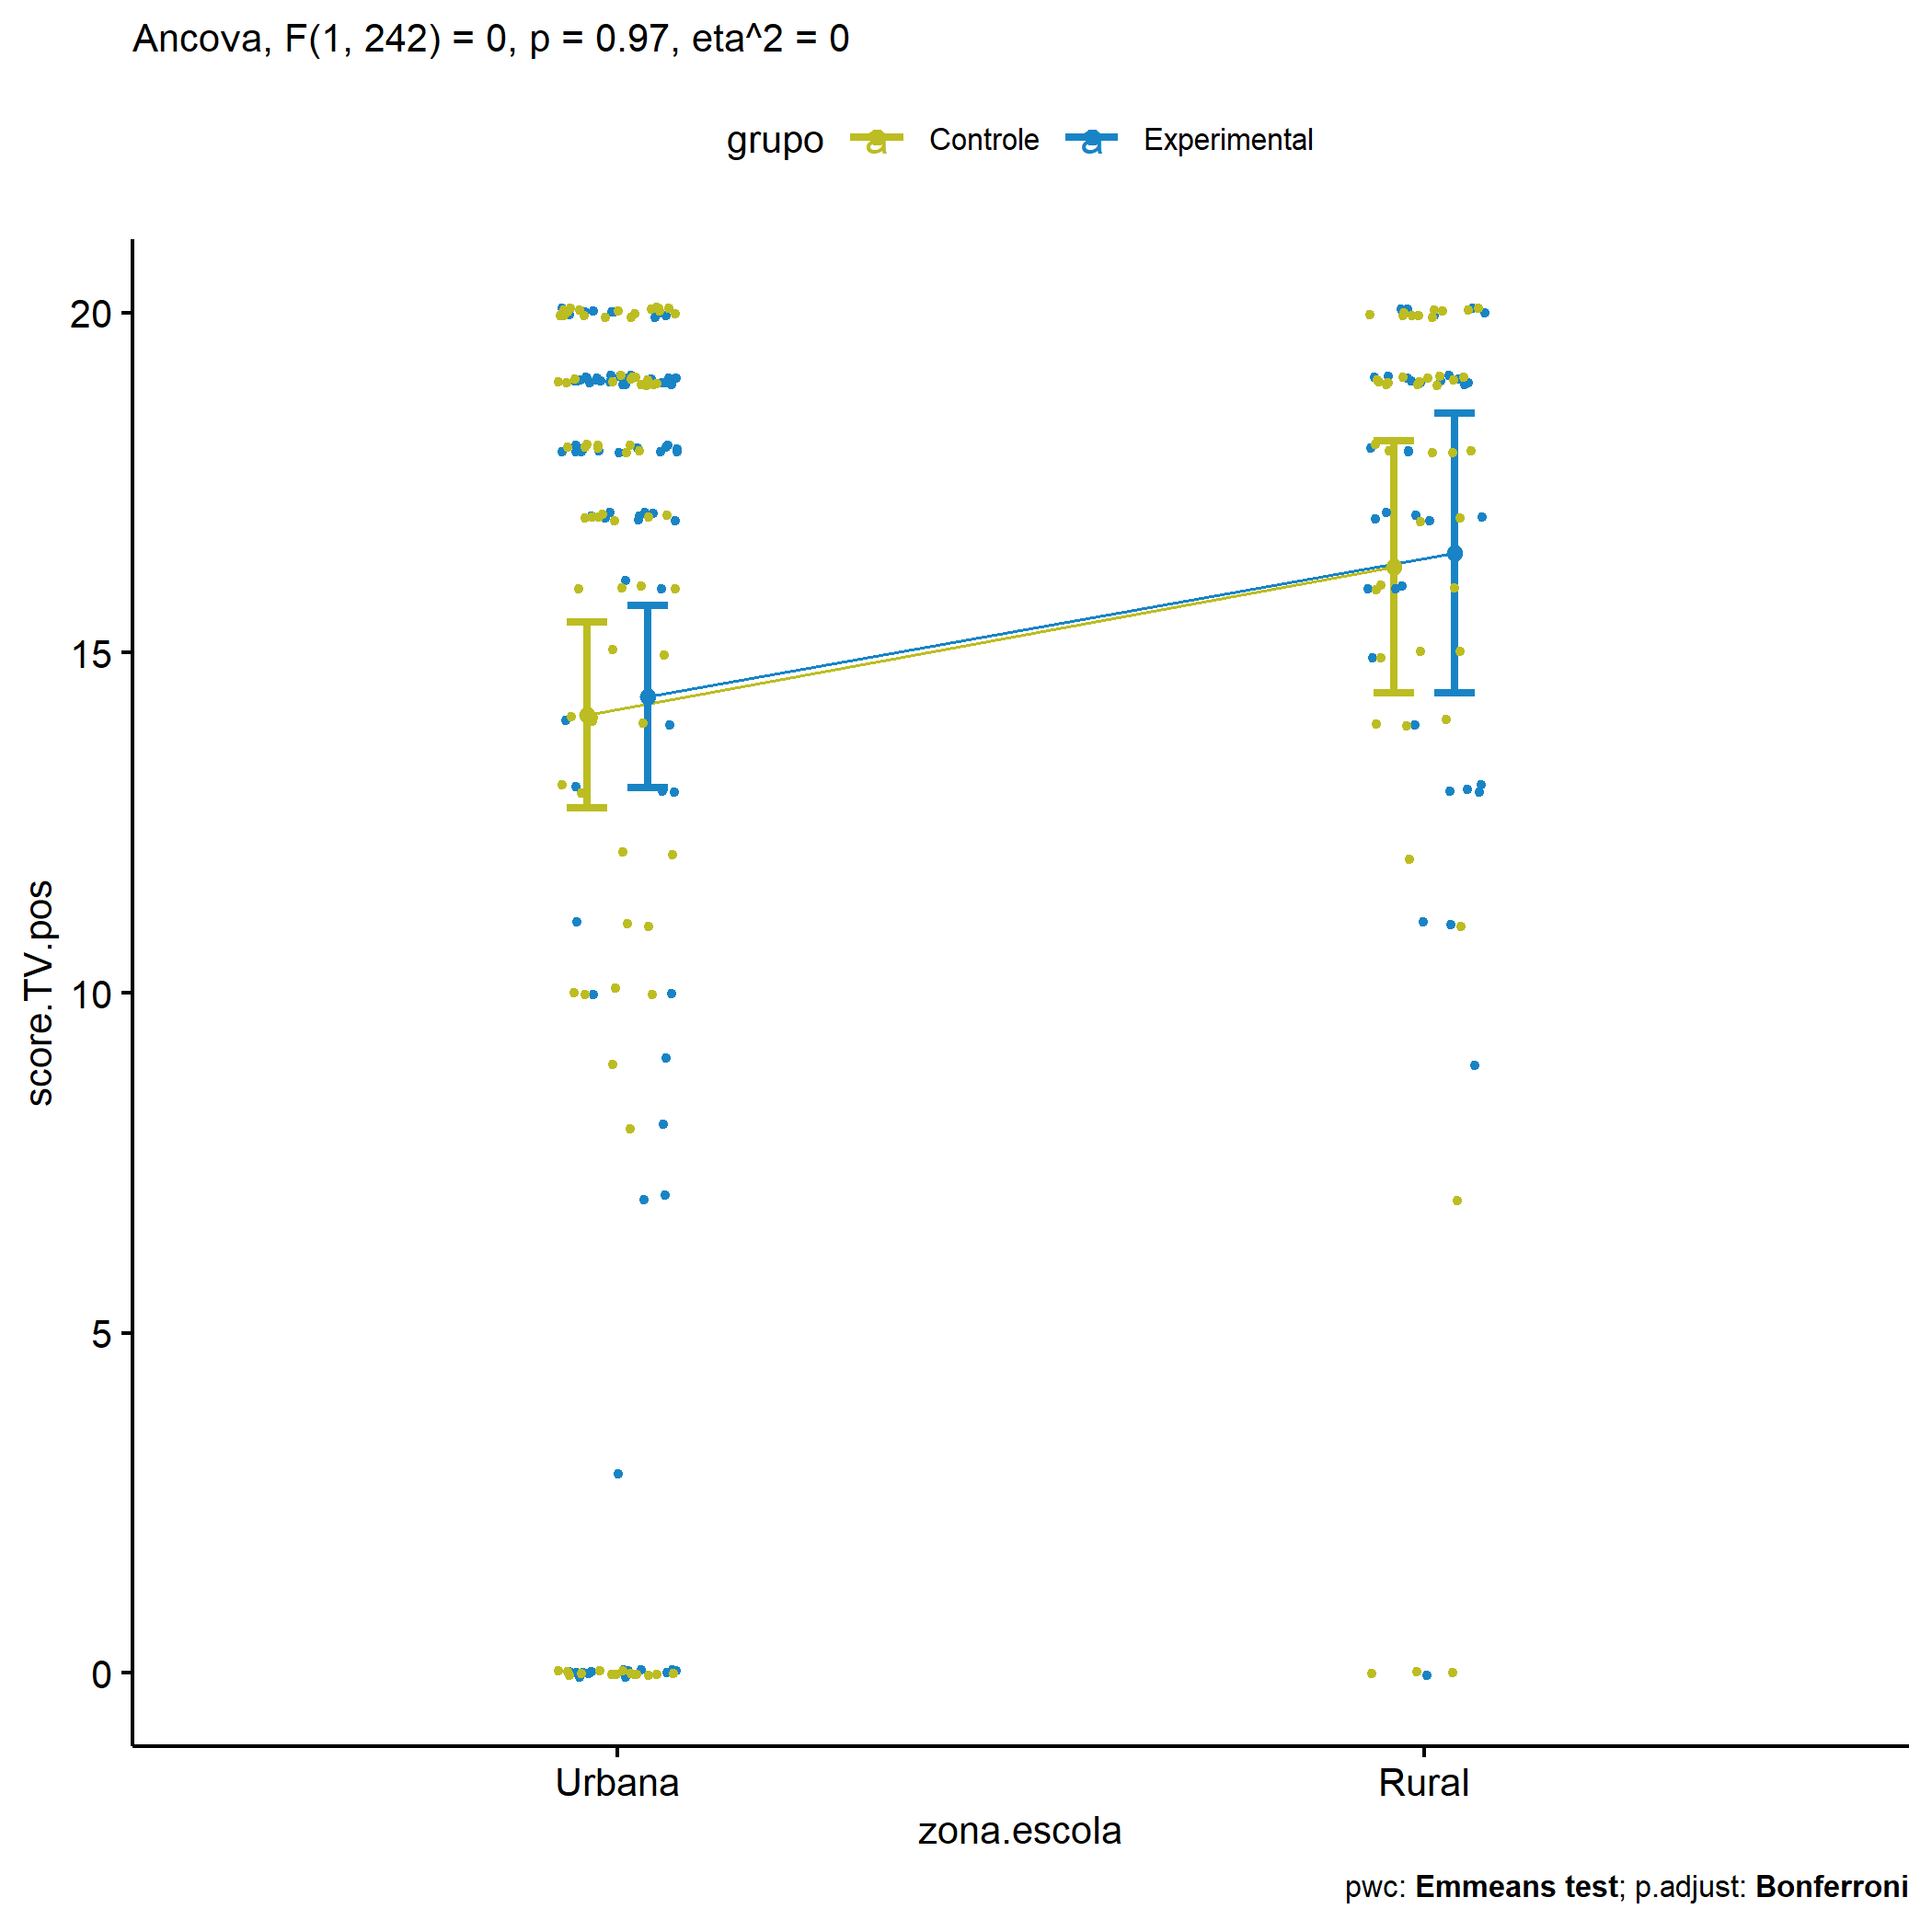 Ancova, F(1, 242) = 0, p = 0.97, eta^2 = 0
grupo a Controle a Experimental
20
15
10
5
0
score.TV.pos
Urbana Rural
zona.escola
pwc: Emmeans test; p.adjust: Bonferroni